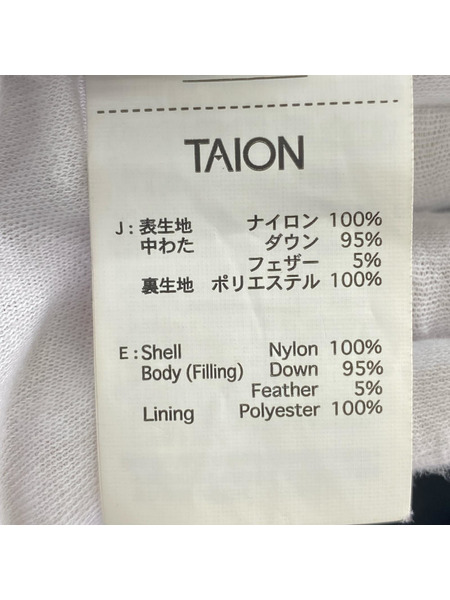 TAION
J : 表生地 ナイロン 100%
中わた ダウン 95%
フェザー 5%
裏生地 ポリエステル 100%
E : Shell Nylon 100%
Body (Filling) Down 95%
Feather 5%
Lining Polyester 100%